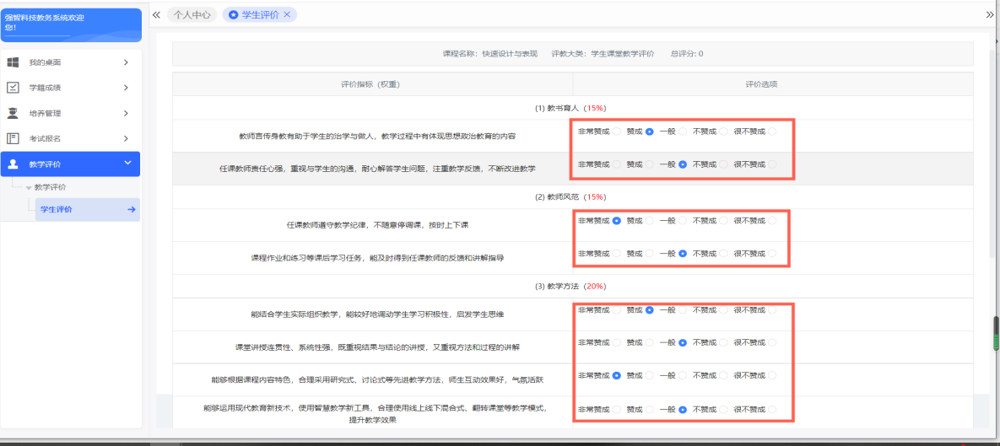 强智科技教务系统欢迎
您!
个人中心
学生评价
我的桌面
学籍成绩
培养管理
考试报名
教学评价
教学评价
学生评价
课程名称：快速设计与表现 评教大类：学生课堂教学评价 总评分: 0
评价指标（权重） 评价选项
(1) 教书育人（15%）
教师言传身教有助于学生的治学与做人，教学过程中有体现思想政治教育的内容 非常赞成 赞成 一般 不赞成 很不赞成
任课教师责任心强，重视与学生的沟通，耐心解答学生问题，注重教学反馈，不断改进教学 非常赞成 赞成 一般 不赞成 很不赞成
(2) 教师风范（15%）
任课教师遵守教学纪律，不随意停调课，按时上下课 非常赞成 赞成 一般 不赞成 很不赞成
课程作业和练习等课后学习任务，能及时得到任课教师的反馈和讲解指导 非常赞成 赞成 一般 不赞成 很不赞成
(3) 教学方法（20%）
能结合学生实际组织教学，能较好地调动学生学习积极性，启发学生思维 非常赞成 赞成 一般 不赞成 很不赞成
课堂讲授连贯性、系统性强，既重视结果与结论的讲授，又重视方法和过程的讲解 非常赞成 赞成 一般 不赞成 很不赞成
能够根据课程内容特色，合理采用研究式、讨论式等先进教学方法，师生互动效果好，气氛活跃 非常赞成 赞成 一般 不赞成 很不赞成
能够运用现代教育新技术，使用智慧教学新工具，合理使用线上线下混合式、翻转课堂等教学模式，
提升教学效果 非常赞成 赞成 一般 不赞成 很不赞成